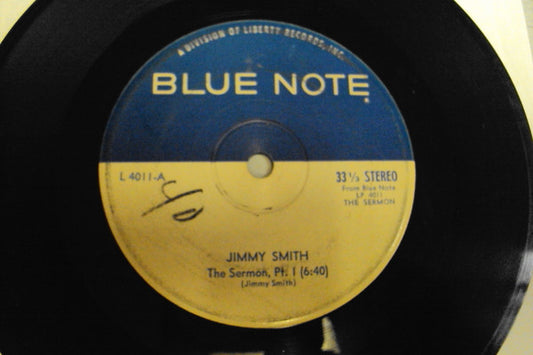 A DIVISION OF LIBERTY RECORDS, INC.
BLUE NOTE
L 4011-A
33 1/3 STEREO
From Blue Note
LP 4011
THE SERMON
JIMMY SMITH
The Sermon, Pt. 1 (6:40)
(Jimmy Smith)